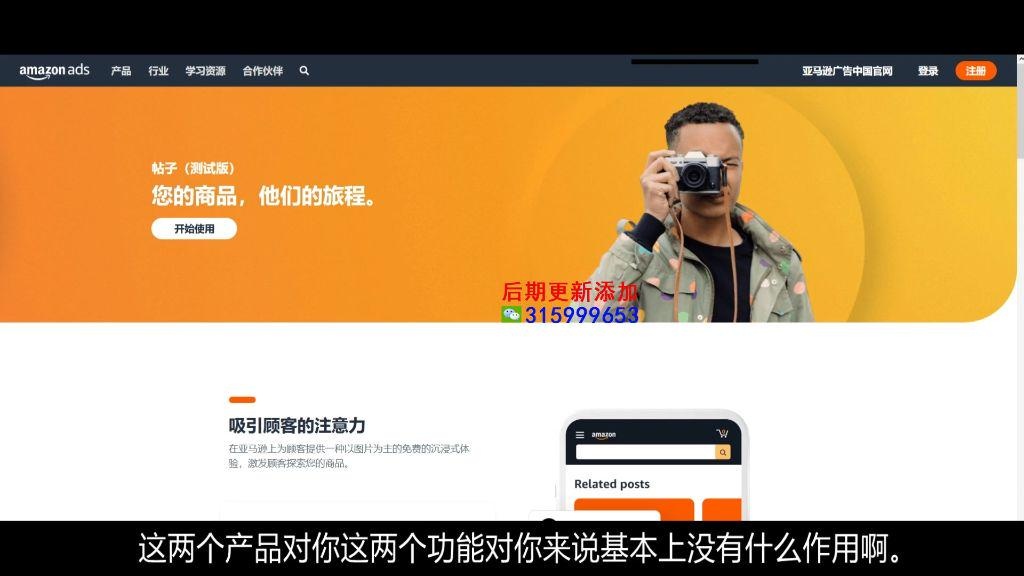 amazon ads 产品 行业 学习资源 合作伙伴 亚马逊广告中国官网 登录 注册
帖子（测试版）
您的商品，他们的旅程。
开始使用
后期更新添加
315999653
吸引顾客的注意力
在亚马逊上为顾客提供一种以图片为主的免费的沉浸式体
验，激发顾客探索您的商品。
amazon
Related posts
这两个产品对你这两个功能对你来说基本上没有什么作用啊。